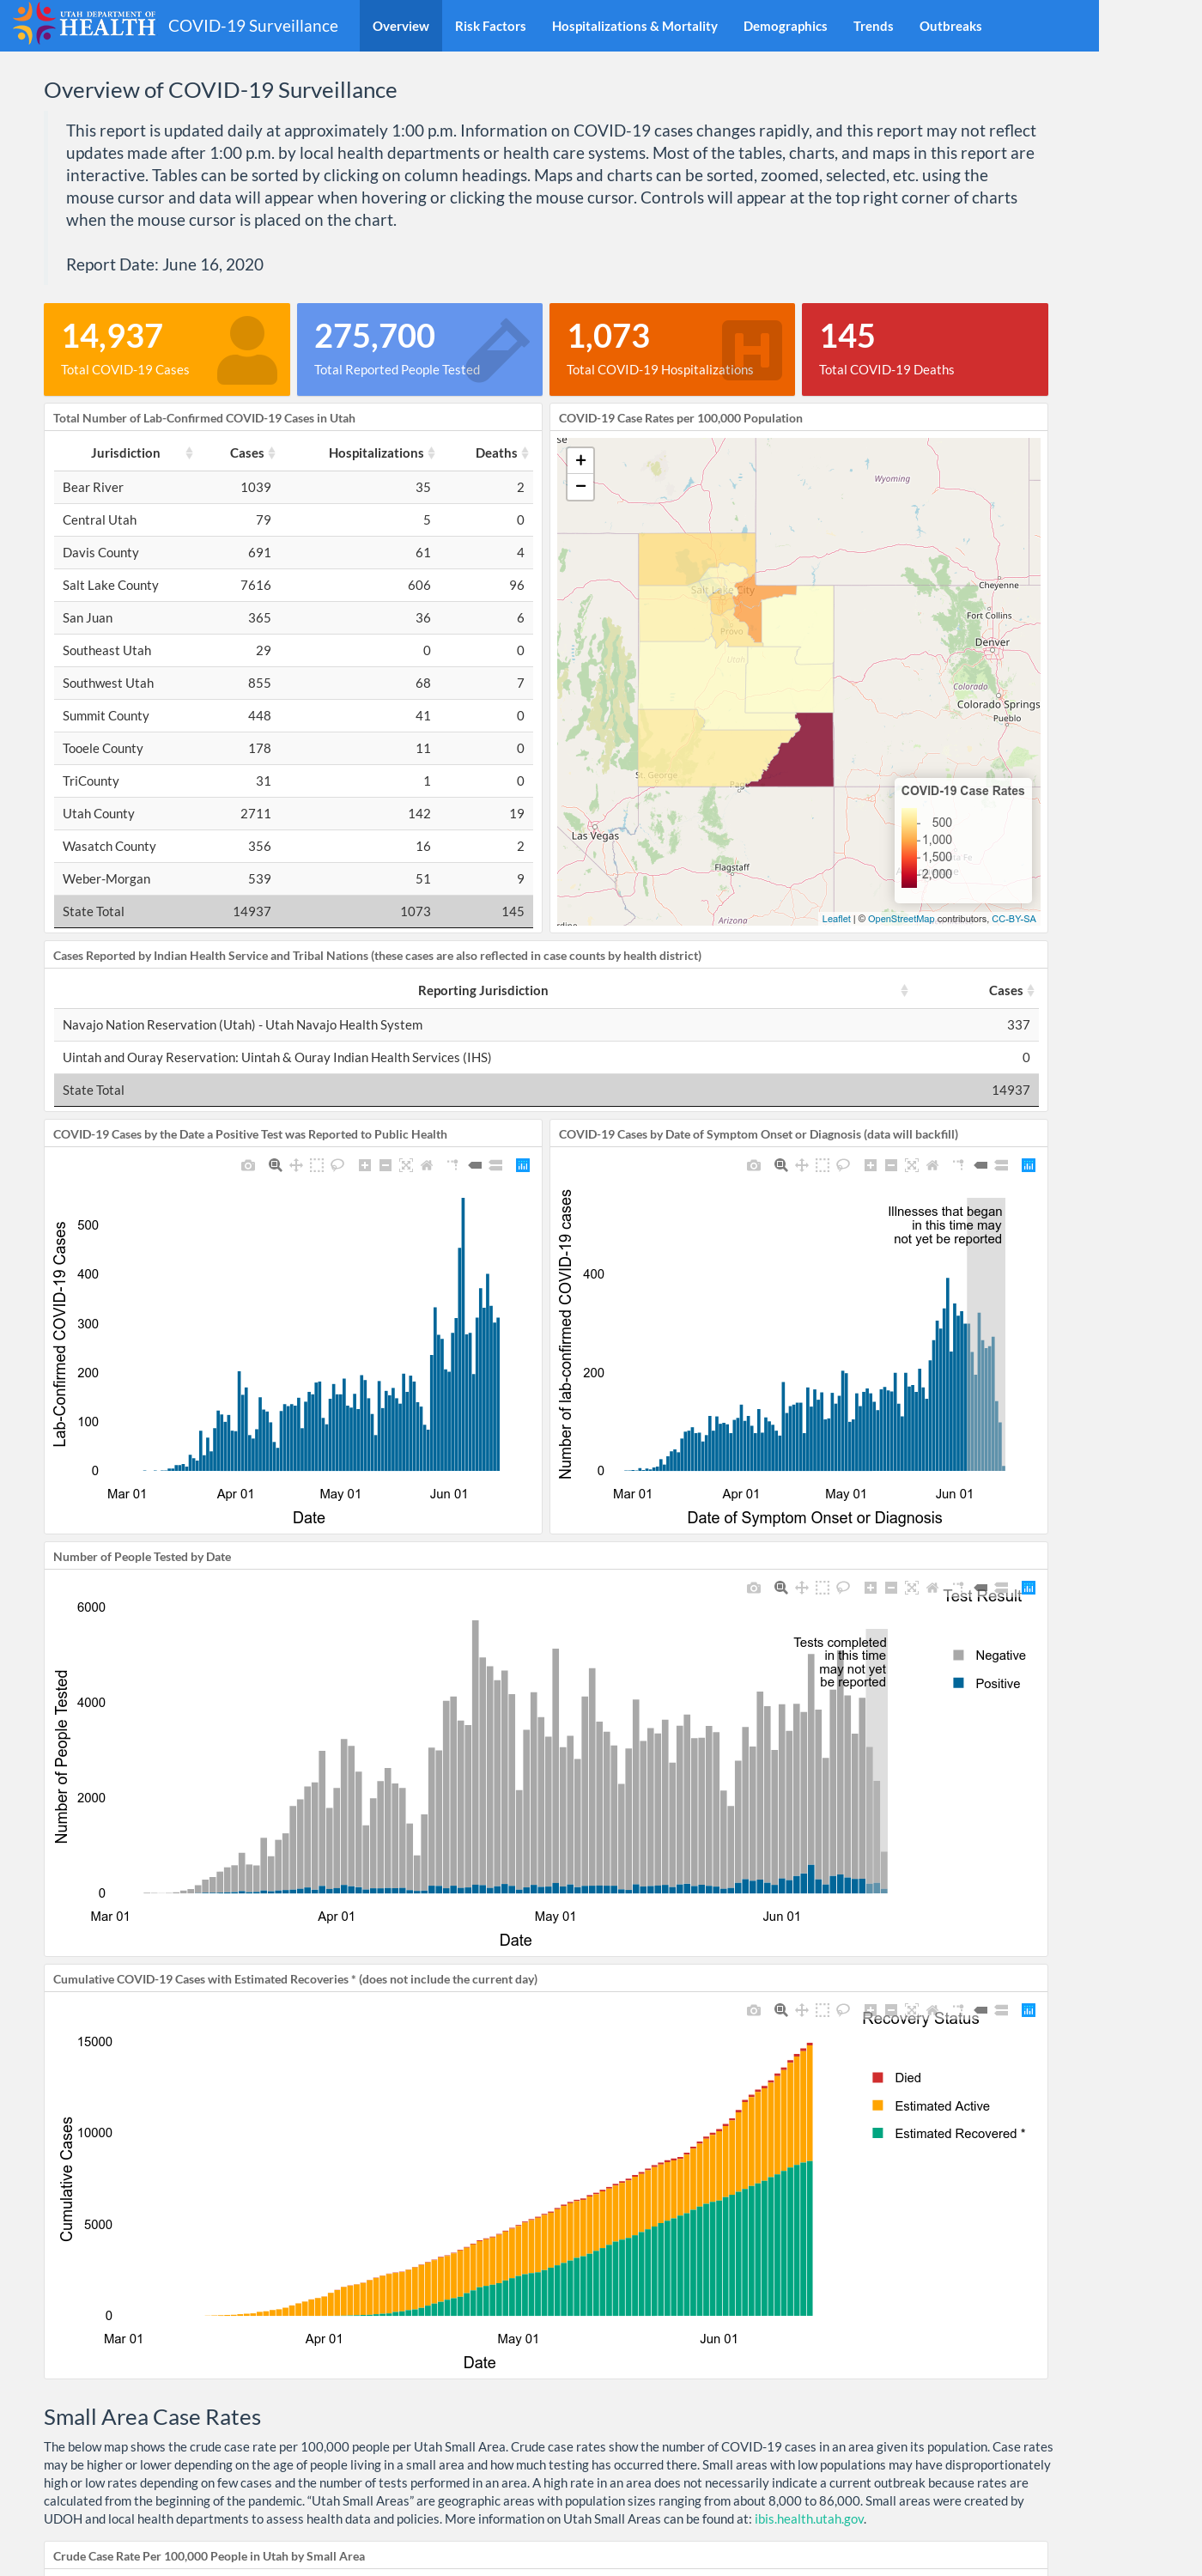 UTAH DEPARTMENT OF
HEALTH
COVID-19 Surveillance
Overview
Risk Factors
Hospitalizations & Mortality
Demographics
Trends
Outbreaks
Overview of COVID-19 Surveillance
This report is updated daily at approximately 1:00 p.m. Information on COVID-19 cases changes rapidly, and this report may not reflect
updates made after 1:00 p.m. by local health departments or health care systems. Most of the tables, charts, and maps in this report are
interactive. Tables can be sorted by clicking on column headings. Maps and charts can be sorted, zoomed, selected, etc. using the
mouse cursor and data will appear when hovering or clicking the mouse cursor. Controls will appear at the top right corner of charts
when the mouse cursor is placed on the chart.
Report Date: June 16, 2020
14,937
Total COVID-19 Cases
275,700
Total Reported People Tested
1,073
Total COVID-19 Hospitalizations
H
145
Total COVID-19 Deaths
Total Number of Lab-Confirmed COVID-19 Cases in Utah
Jurisdiction Cases Hospitalizations Deaths
Bear River 1039 35 2
Central Utah 79 5 0
Davis County 691 61 4
Salt Lake County 7616 606 96
San Juan 365 36 6
Southeast Utah 29 0 0
Southwest Utah 855 68 7
Summit County 448 41 0
Tooele County 178 11 0
TriCounty 31 1 0
Utah County 2711 142 19
Wasatch County 356 16 2
Weber-Morgan 539 51 9
State Total 14937 1073 145
COVID-19 Case Rates per 100,000 Population
se
+
−
Wyoming
Cheyenne
Salt Lake City
Fort Collins
Provo
Denver
Utah
Colorado
Colorado Springs
Pueblo
St. George
Page
Las Vegas
Flagstaff
Arizona
COVID-19 Case Rates
500
1,000
1,500
2,000
Leaflet | © OpenStreetMap contributors, CC-BY-SA
Cases Reported by Indian Health Service and Tribal Nations (these cases are also reflected in case counts by health district)
Reporting Jurisdiction Cases
Navajo Nation Reservation (Utah) - Utah Navajo Health System 337
Uintah and Ouray Reservation: Uintah & Ouray Indian Health Services (IHS) 0
State Total 14937
COVID-19 Cases by the Date a Positive Test was Reported to Public Health
Lab-Confirmed COVID-19 Cases
500
400
300
200
100
0
Mar 01 Apr 01 May 01 Jun 01
Date
COVID-19 Cases by Date of Symptom Onset or Diagnosis (data will backfill)
Number of lab-confirmed COVID-19 cases
Illnesses that began
in this time may
not yet be reported
400
200
0
Mar 01 Apr 01 May 01 Jun 01
Date of Symptom Onset or Diagnosis
Number of People Tested by Date
Number of People Tested
6000
4000
2000
0
Tests completed
in this time
may not yet
be reported
Test Result
Negative
Positive
Mar 01 Apr 01 May 01 Jun 01
Date
Cumulative COVID-19 Cases with Estimated Recoveries * (does not include the current day)
Cumulative Cases
15000
10000
5000
0
Recovery Status
Died
Estimated Active
Estimated Recovered *
Mar 01 Apr 01 May 01 Jun 01
Date
Small Area Case Rates
The below map shows the crude case rate per 100,000 people per Utah Small Area. Crude case rates show the number of COVID-19 cases in an area given its population. Case rates
may be higher or lower depending on the age of people living in a small area and how much testing has occurred there. Small areas with low populations may have disproportionately
high or low rates depending on few cases and the number of tests performed in an area. A high rate in an area does not necessarily indicate a current outbreak because rates are
calculated from the beginning of the pandemic. “Utah Small Areas” are geographic areas with population sizes ranging from about 8,000 to 86,000. Small areas were created by
UDOH and local health departments to assess health data and policies. More information on Utah Small Areas can be found at: ibis.health.utah.gov.
Crude Case Rate Per 100,000 People in Utah by Small Area